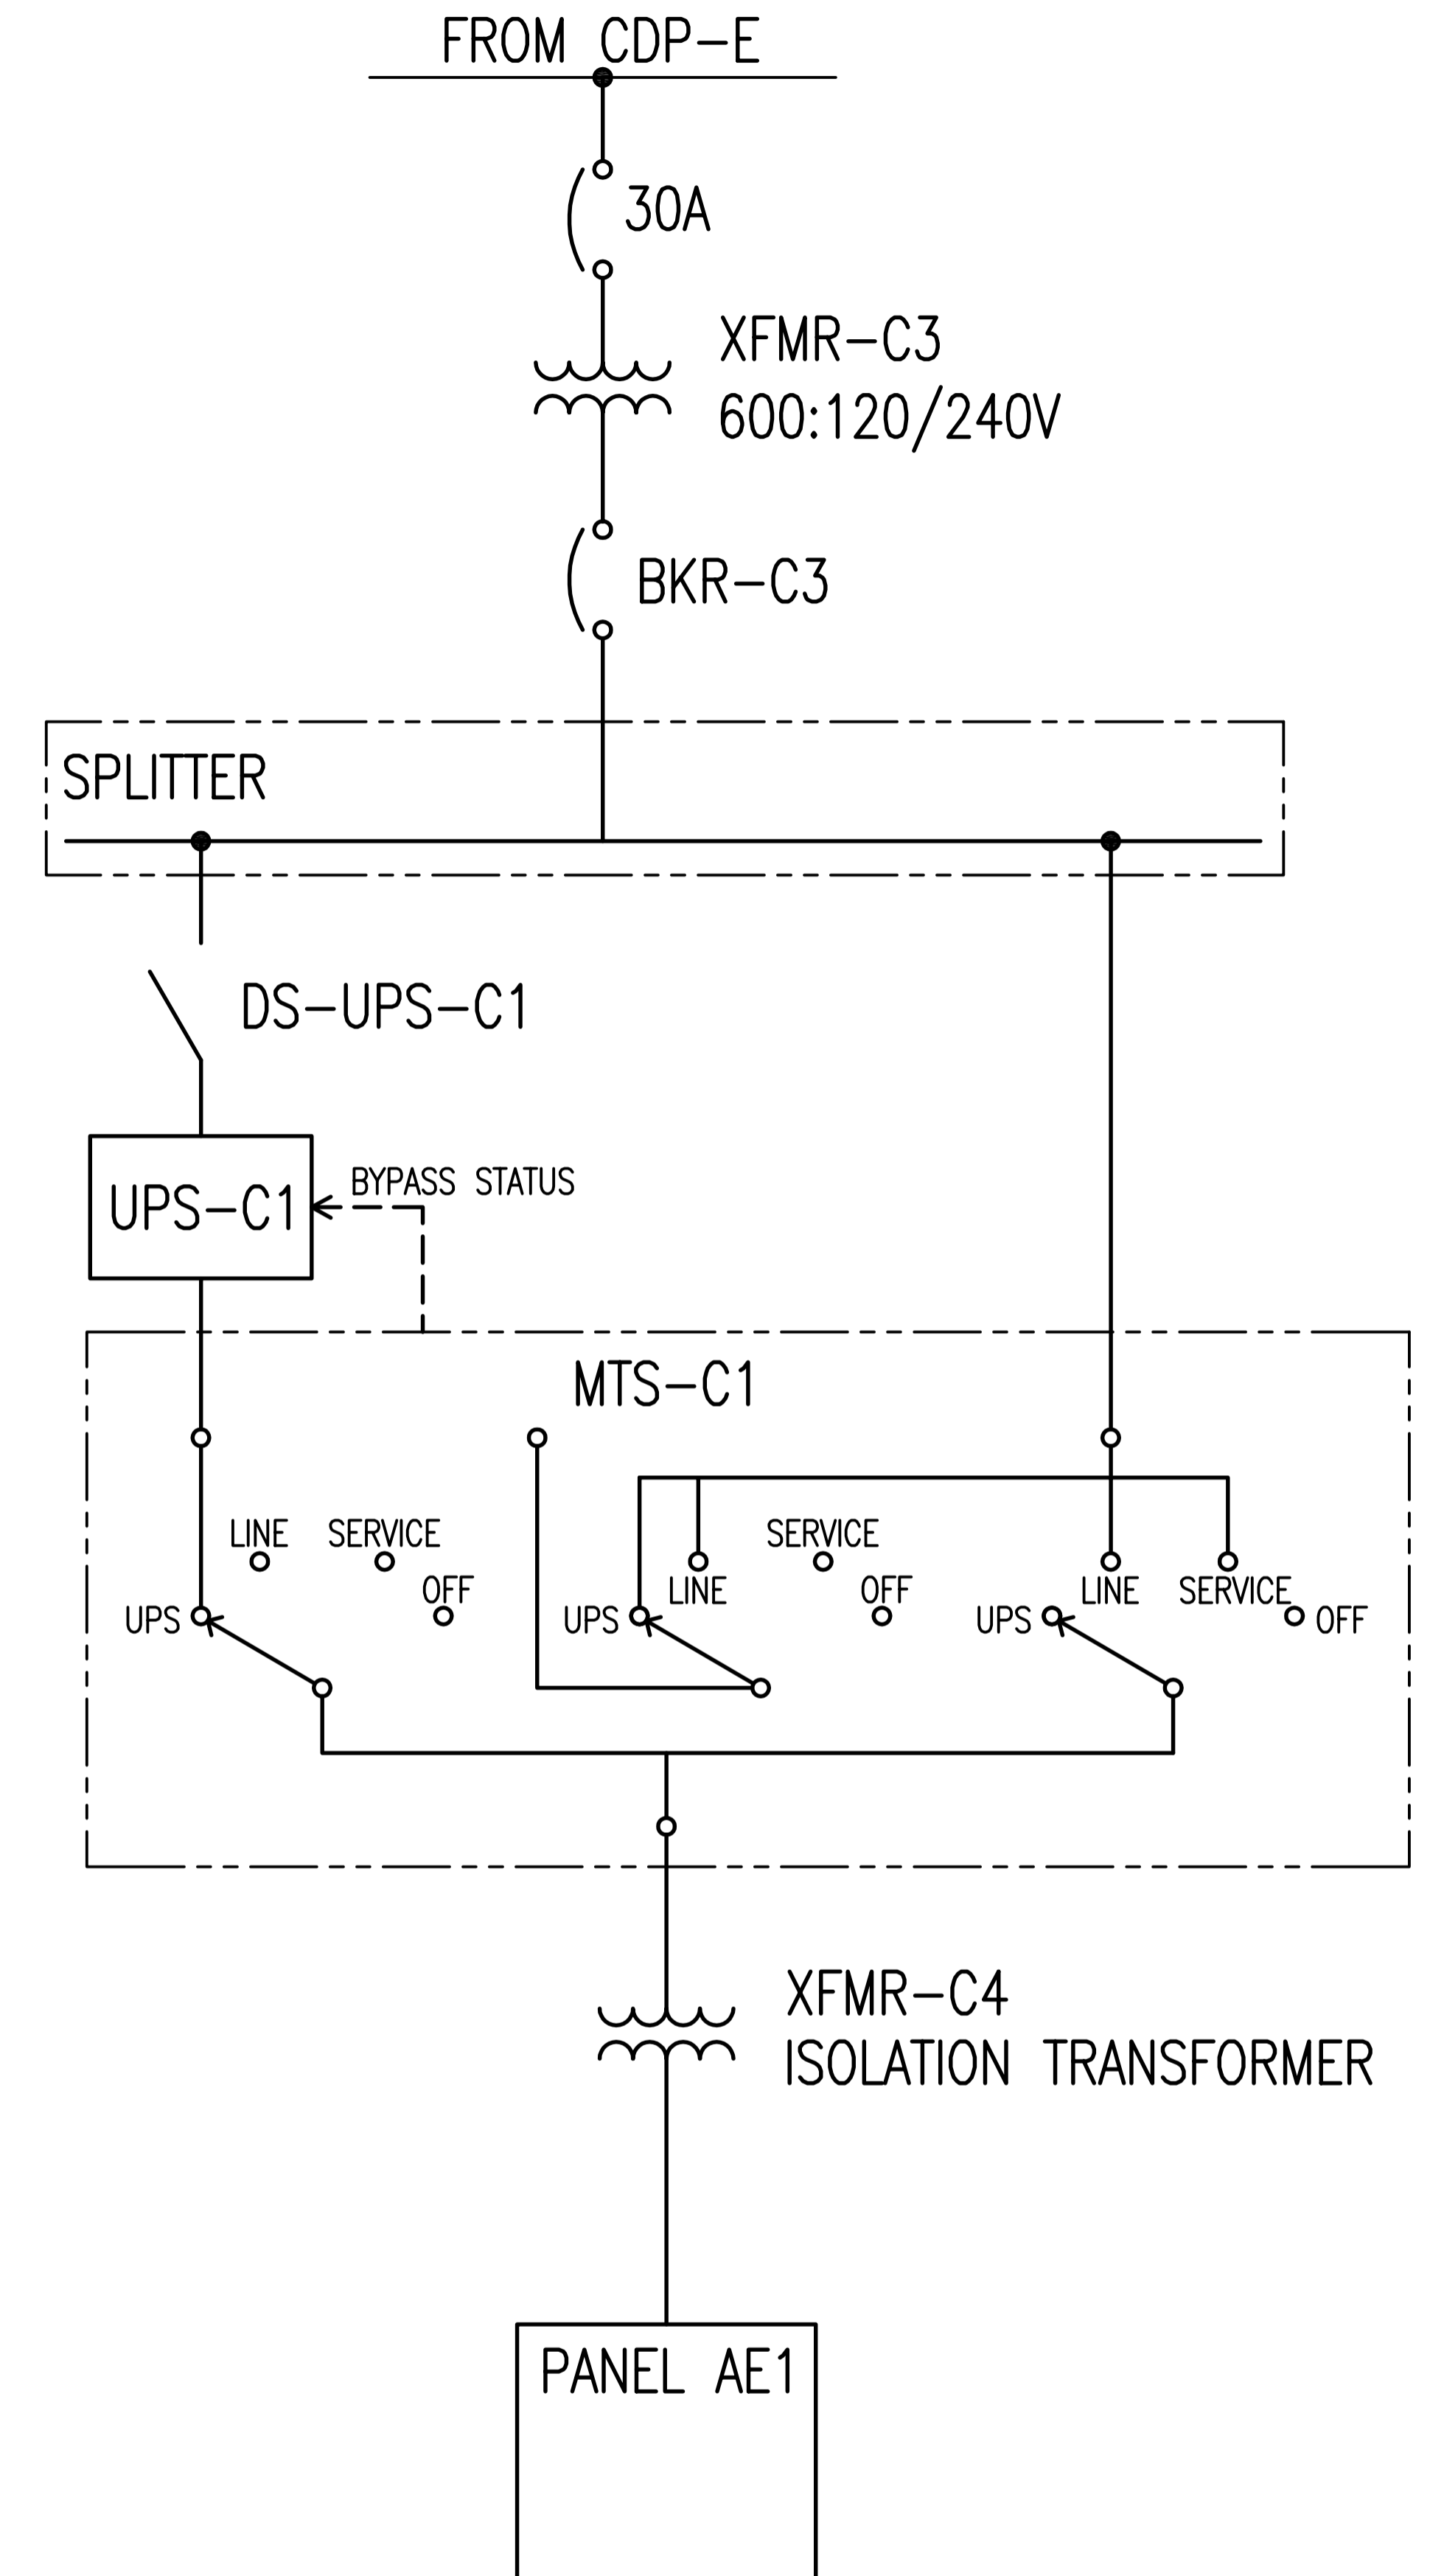 FROM CDP-E
30A
XFMR-C3
600:120/240V
BKR-C3
SPLITTER
DS-UPS-C1
BYPASS STATUS
UPS-C1
MTS-C1
LINE SERVICE
OFF
UPS
SERVICE
LINE
OFF
UPS
LINE
SERVICE
UPS
OFF
XFMR-C4
ISOLATION TRANSFORMER
PANEL AE1